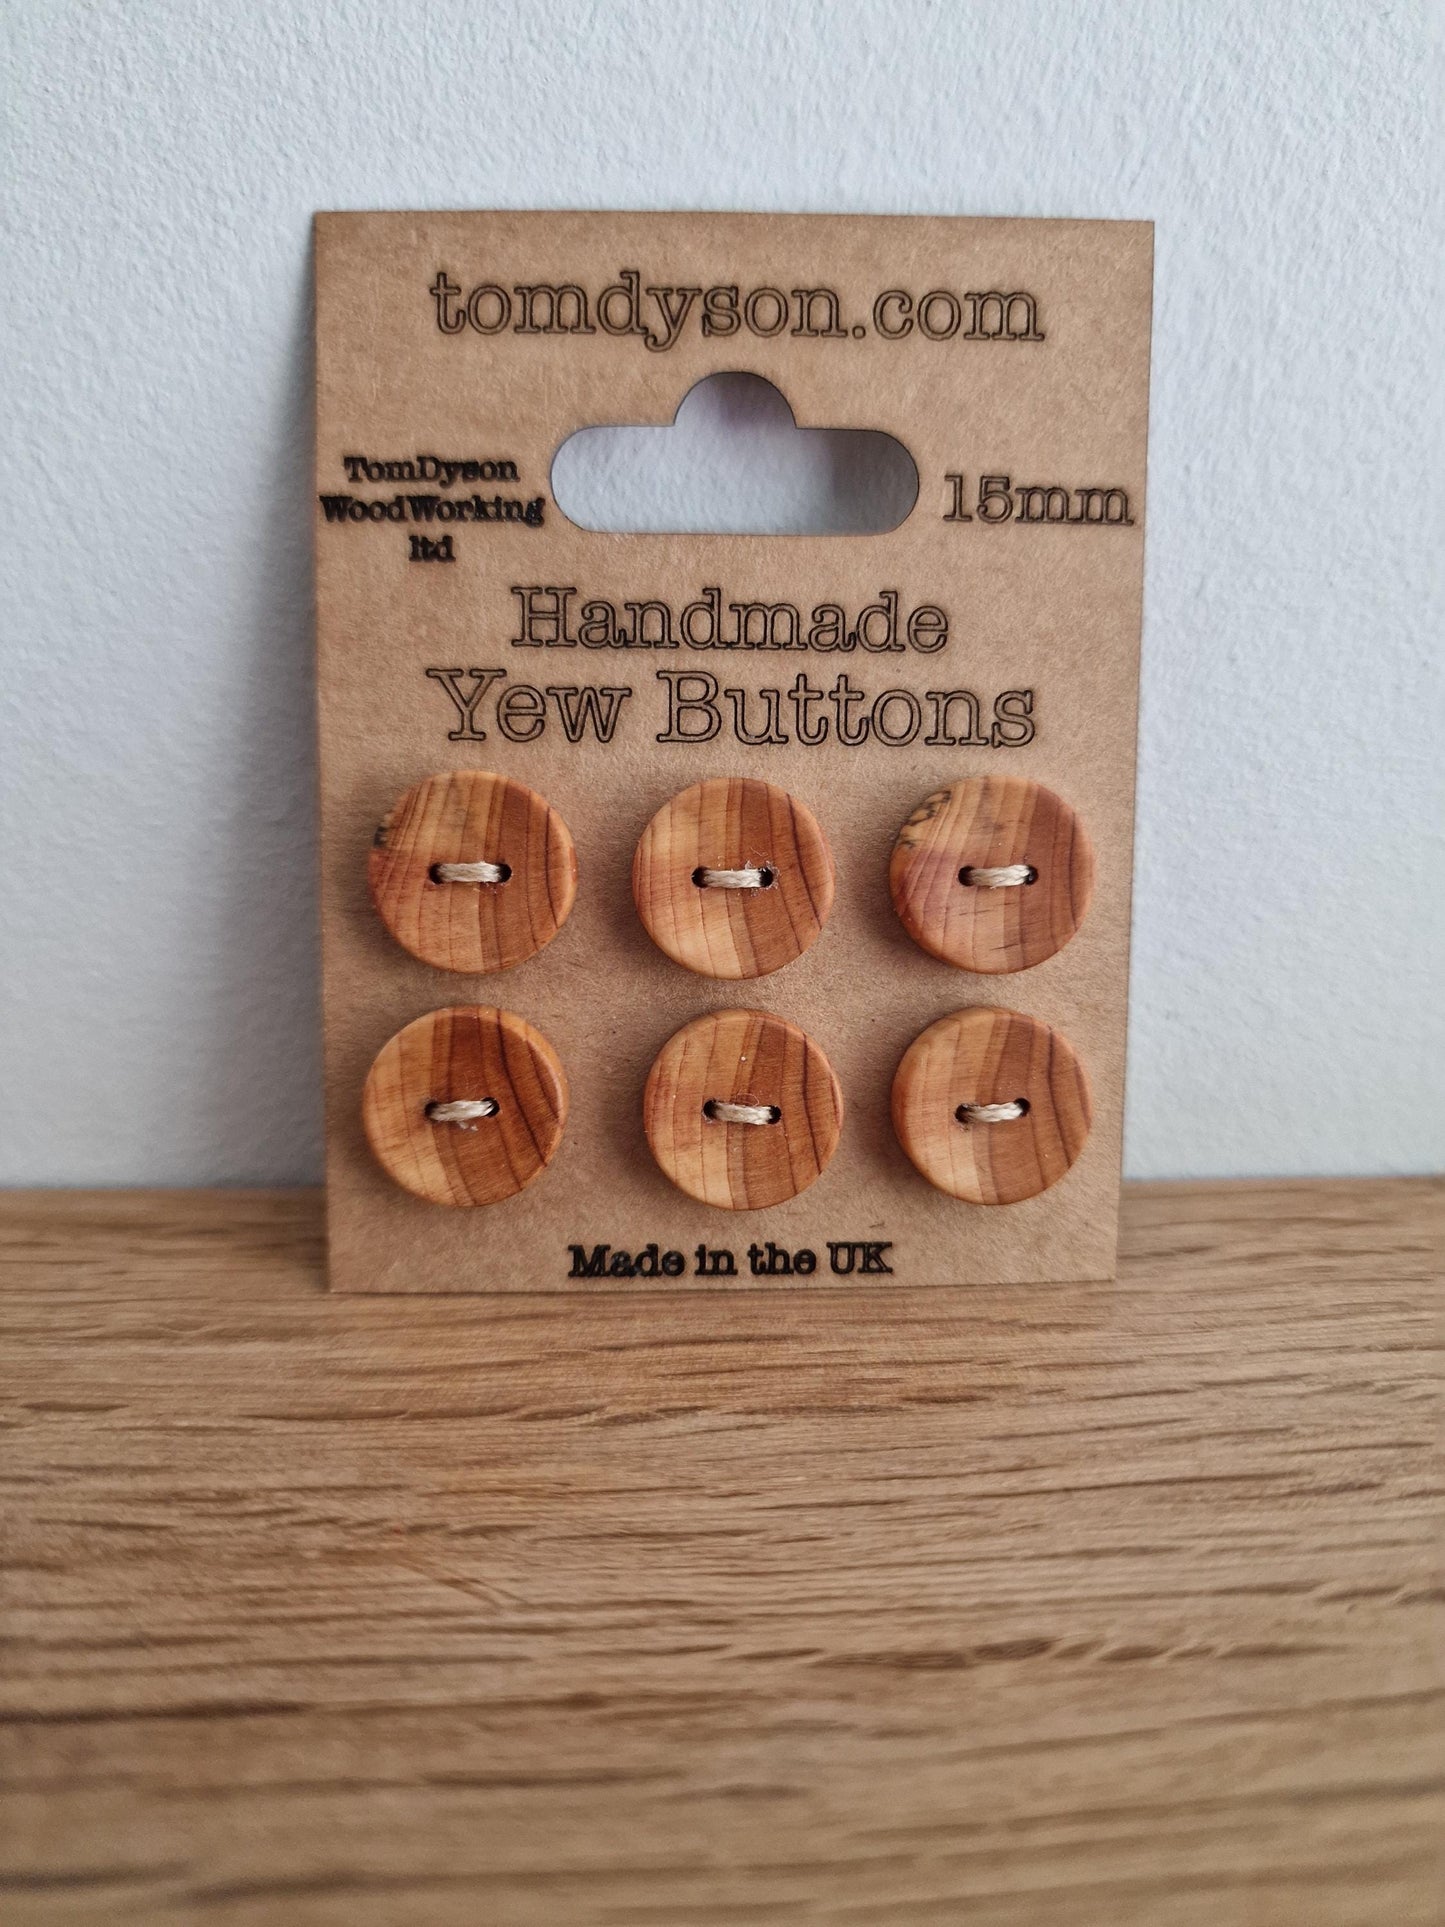 tomdyson.com
TomDyson
WoodWorking
ltd
15mm
Handmade
Yew Buttons
Made in the UK